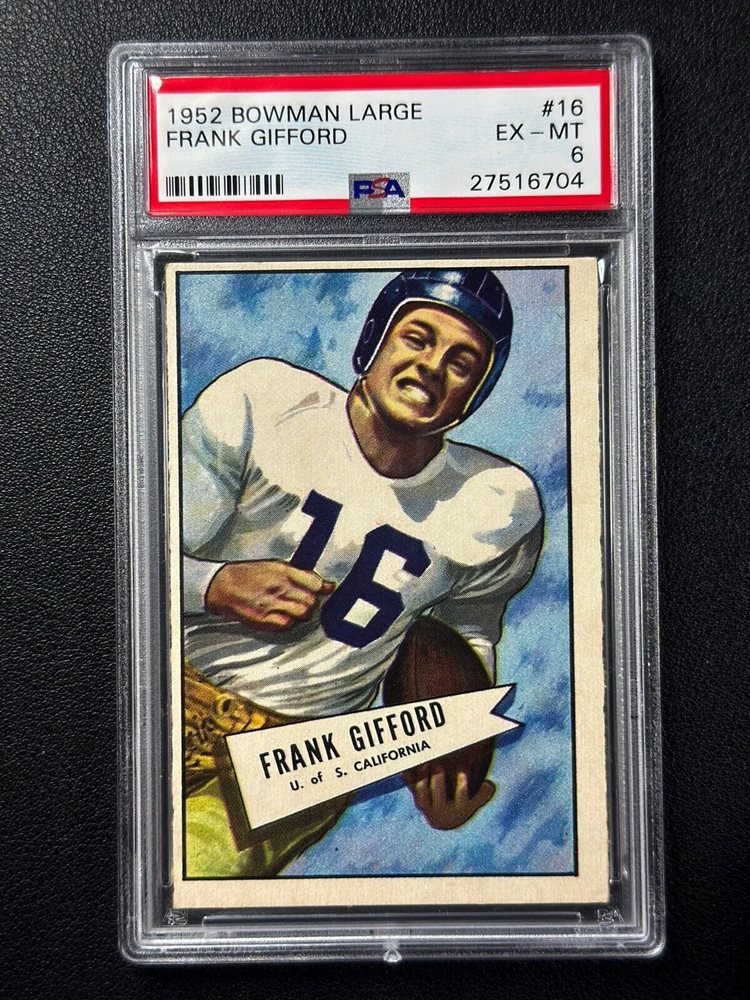 1952 BOWMAN LARGE #16
FRANK GIFFORD EX - MT
6
PSA 27516704
16
FRANK GIFFORD
U. of S. CALIFORNIA